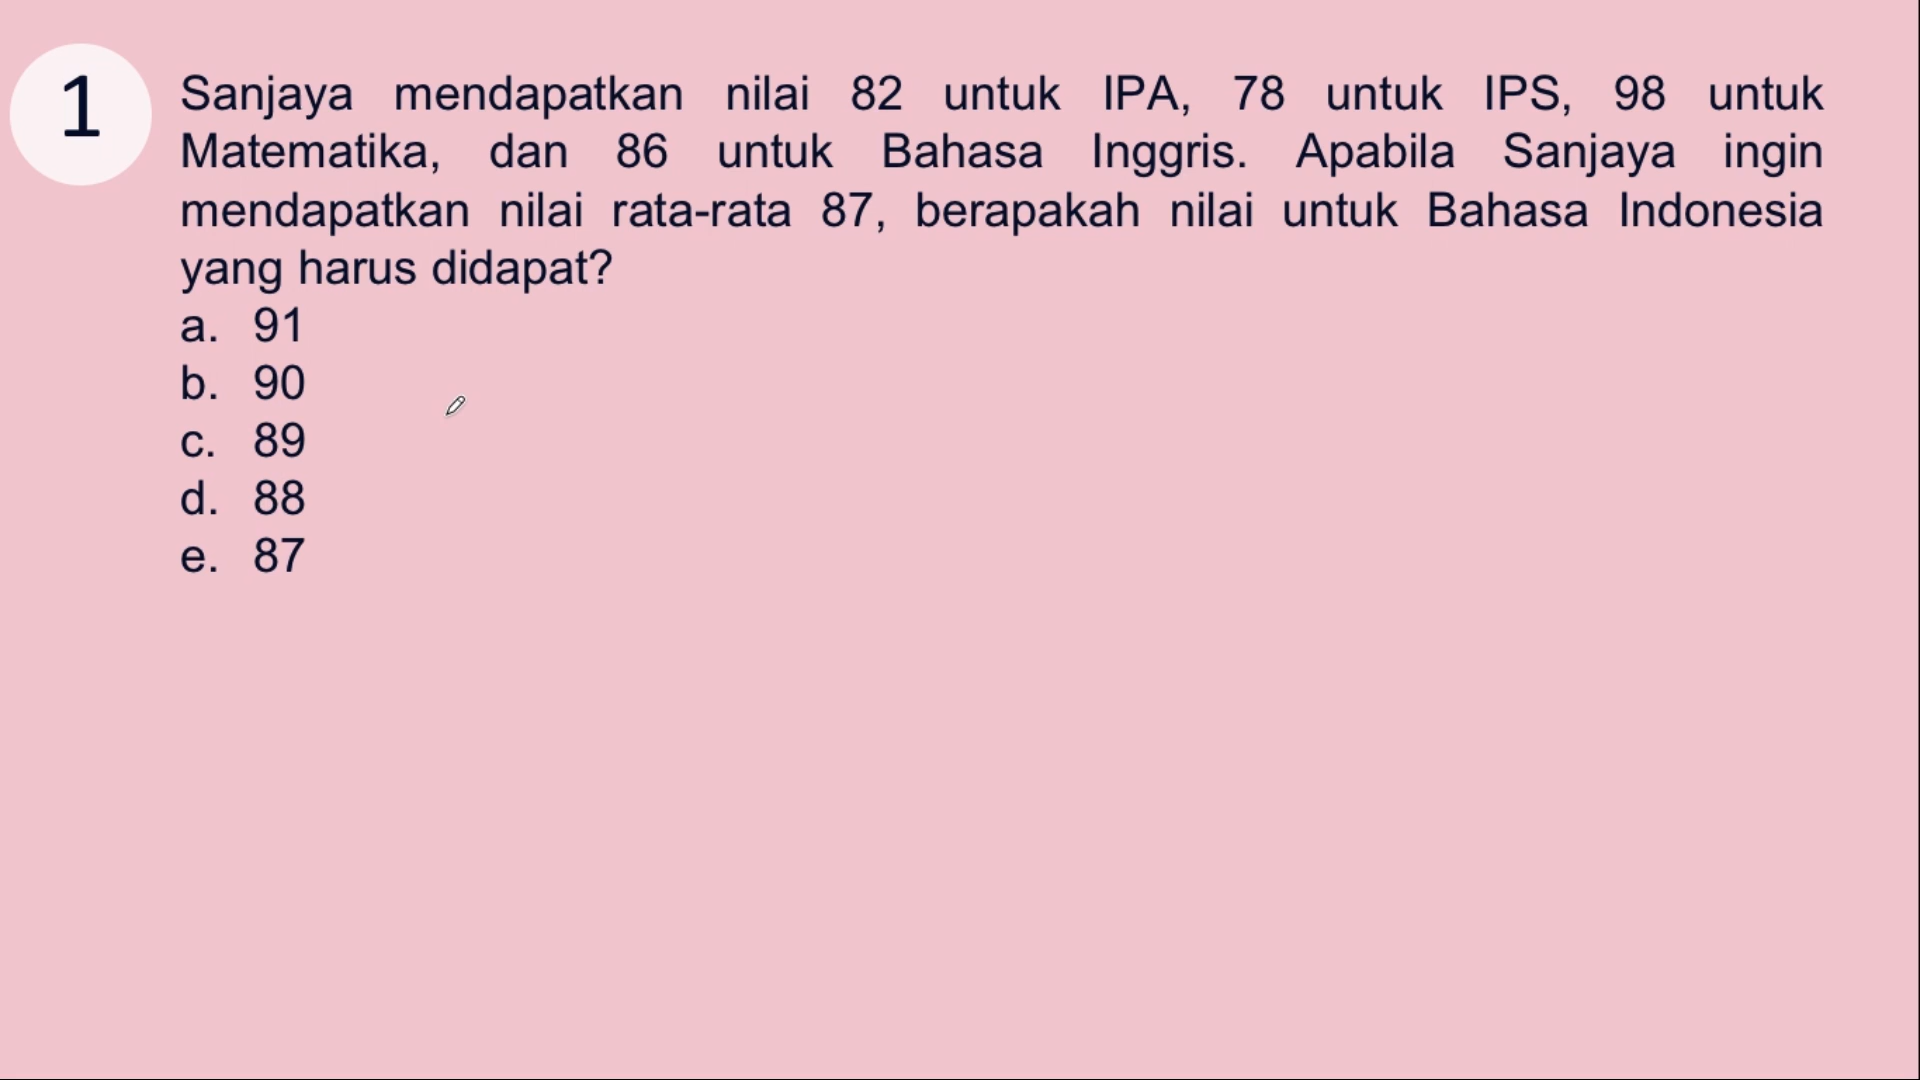 1
Sanjaya mendapatkan nilai 82 untuk IPA, 78 untuk IPS, 98 untuk
Matematika, dan 86 untuk Bahasa Inggris. Apabila Sanjaya ingin
mendapatkan nilai rata-rata 87, berapakah nilai untuk Bahasa Indonesia
yang harus didapat?
a. 91
b. 90
c. 89
d. 88
e. 87